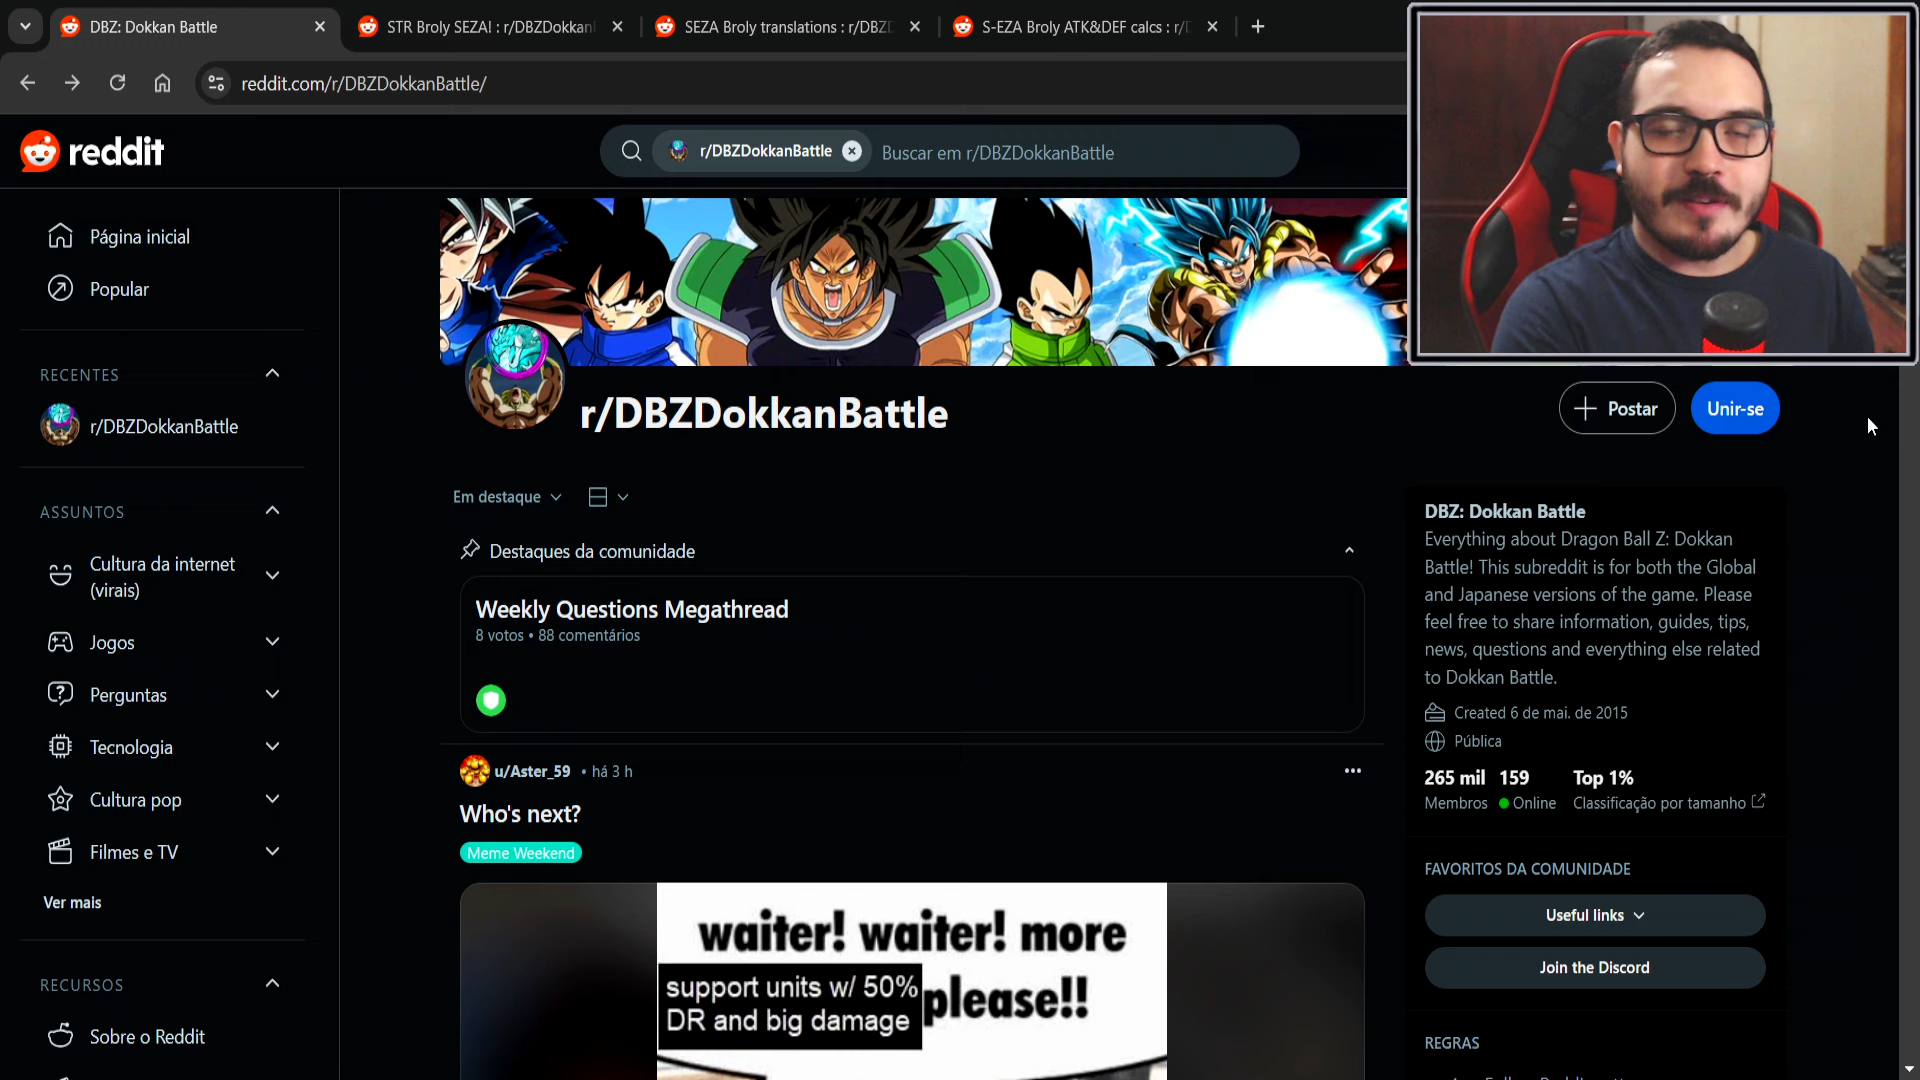 DBZ: Dokkan Battle
STR Broly SEZA! : r/DBZDokkan
SEZA Broly translations : r/DBZ
S-EZA Broly ATK&DEF calcs : r/
reddit.com/r/DBZDokkanBattle/
reddit
r/DBZDokkanBattle
Buscar em r/DBZDokkanBattle
Página inicial
Popular
RECENTES
r/DBZDokkanBattle
ASSUNTOS
Cultura da internet
(virais)
Jogos
Perguntas
Tecnologia
Cultura pop
Filmes e TV
Ver mais
RECURSOS
Sobre o Reddit
r/DBZDokkanBattle
Postar
Unir-se
Em destaque
Destaques da comunidade
Weekly Questions Megathread
8 votos • 88 comentários
u/Aster_59 • há 3 h
Who's next?
Meme Weekend
waiter! waiter! more
support units w/ 50%
DR and big damage
please!!
DBZ: Dokkan Battle
Everything about Dragon Ball Z: Dokkan
Battle! This subreddit is for both the Global
and Japanese versions of the game. Please
feel free to share information, guides, tips,
news, questions and everything else related
to Dokkan Battle.
Created 6 de mai. de 2015
Pública
265 mil 159 Top 1%
Membros Online Classificação por tamanho
FAVORITOS DA COMUNIDADE
Useful links
Join the Discord
REGRAS